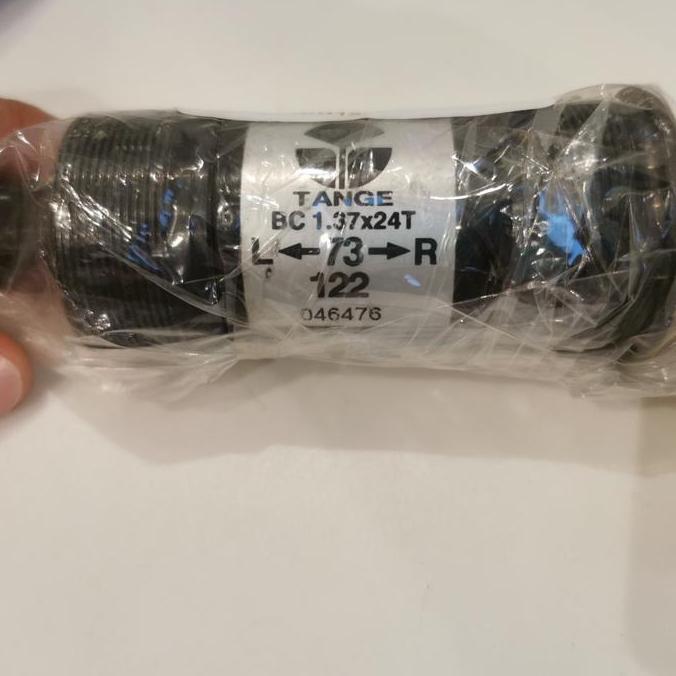 TANGE
BC 1.37x24T
L ← 73 → R
122
046476